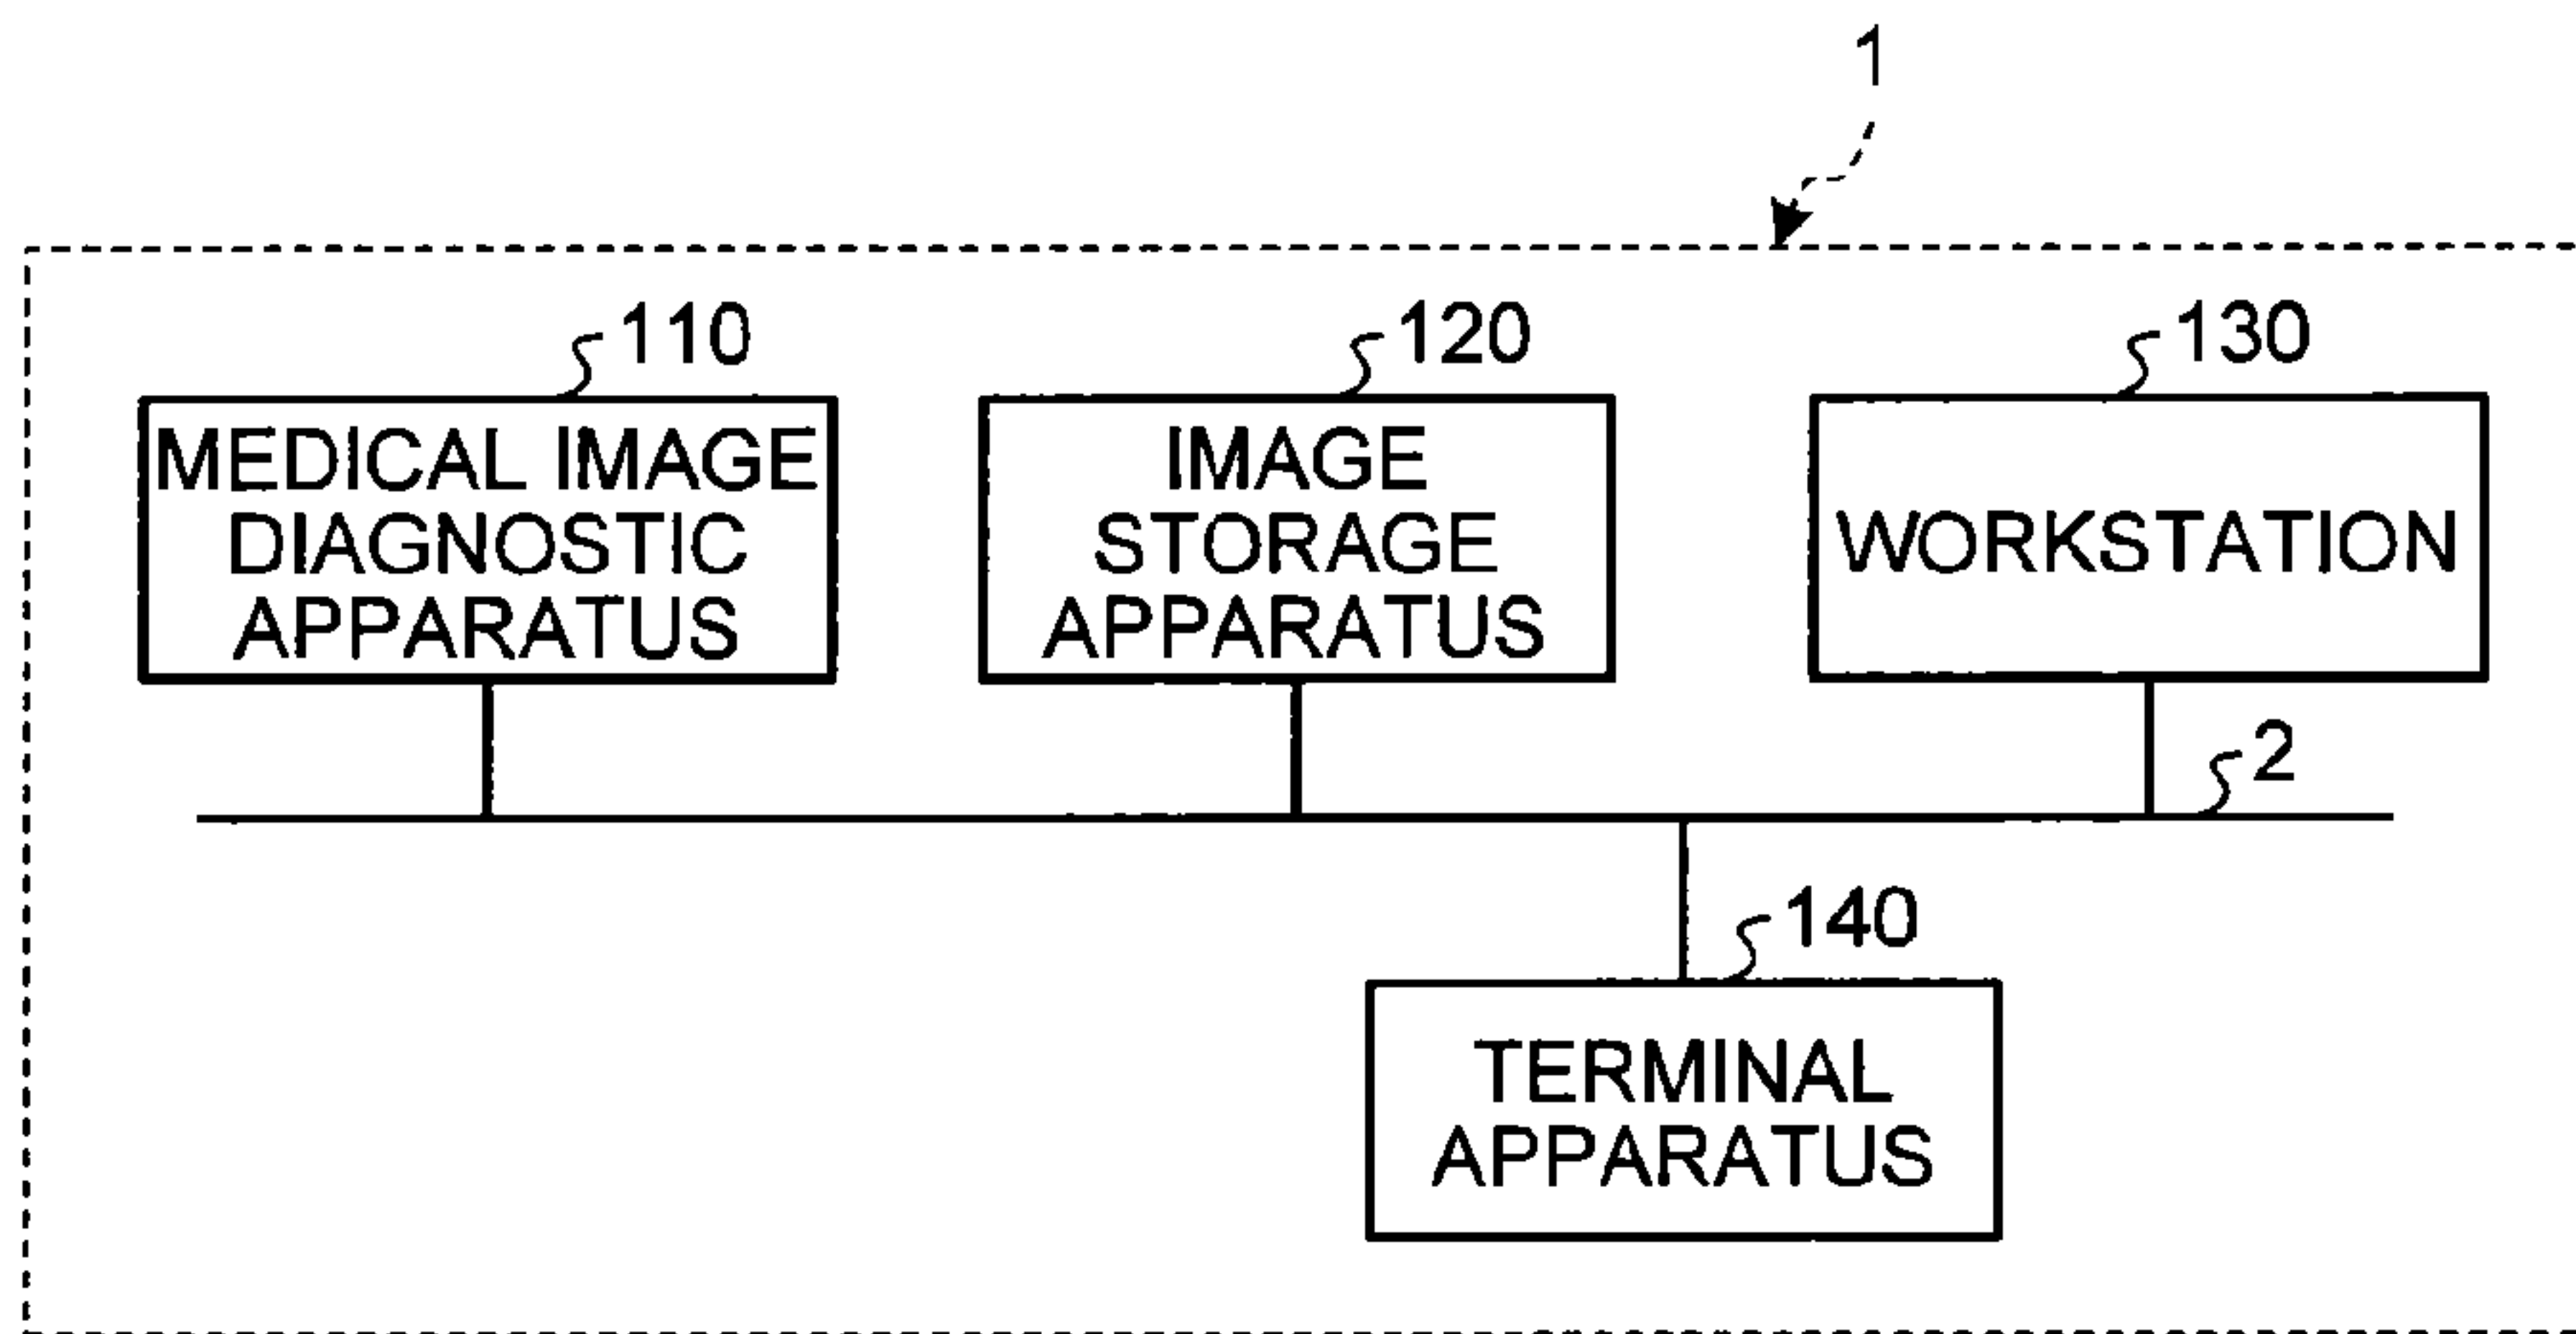 1
110
120
130
MEDICAL IMAGE
DIAGNOSTIC
APPARATUS
IMAGE
STORAGE
APPARATUS
WORKSTATION
2
140
TERMINAL
APPARATUS